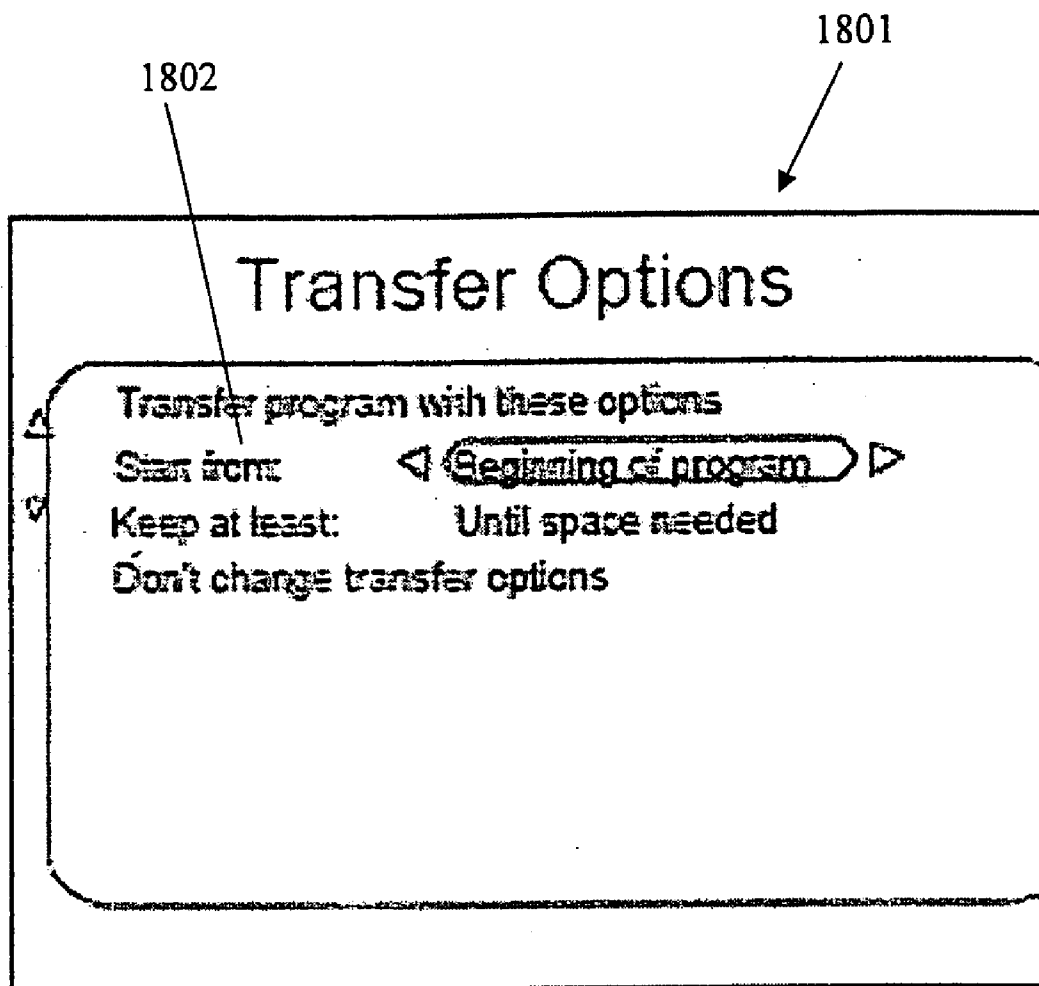 1801
1802
Transfer Options
Transfer program with these options
Start from: Beginning of program
Keep at least: Until space needed
Don't change transfer options